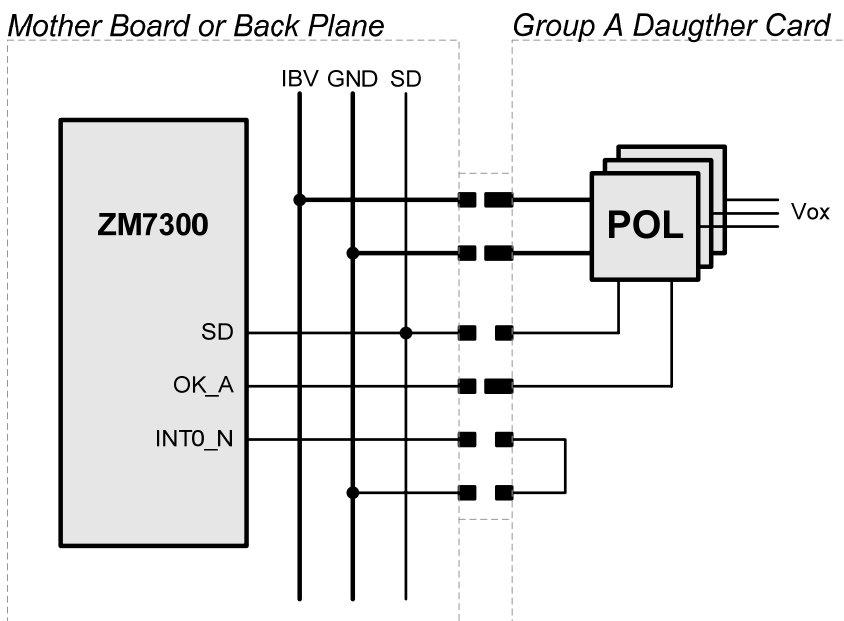 Mother Board or Back Plane
Group A Daugther Card
IBV GND SD
ZM7300
POL
Vox
SD
OK_A
INT0_N